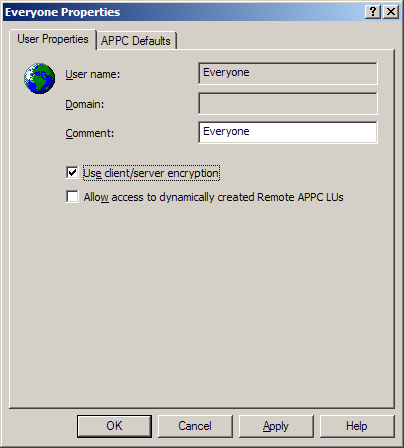 Everyone Properties
User Properties
APPC Defaults
User name:
Everyone
Domain:
Comment:
Everyone
Use client/server encryption
Allow access to dynamically created Remote APPC LUs
OK
Cancel
Apply
Help